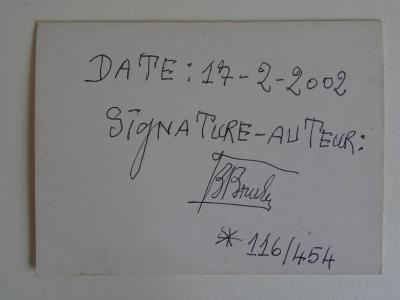 DATE: 17-2-2002
SIGNATURE-AUTEUR:
* 116/454